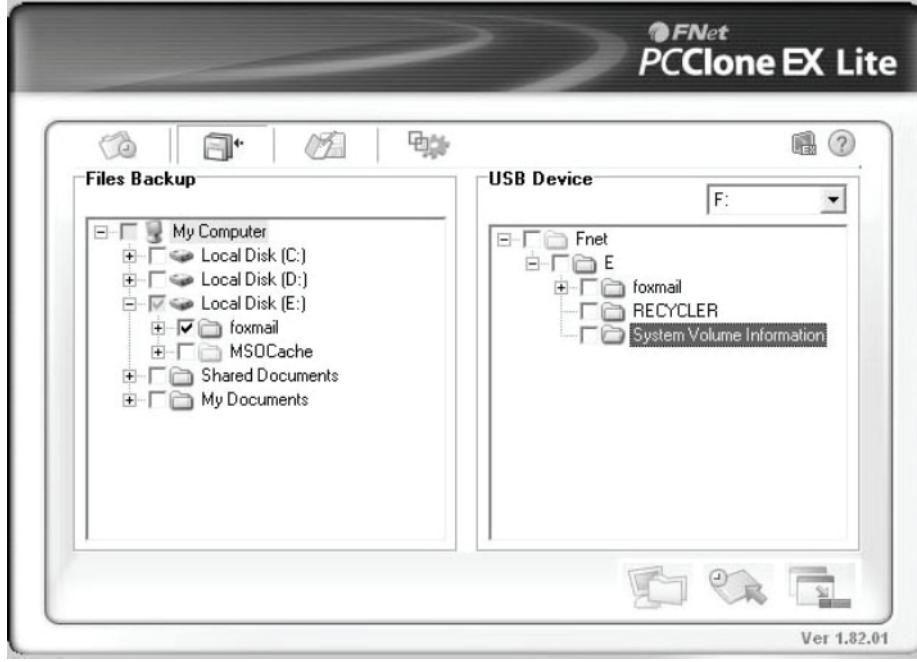 FNet
PCClone EX Lite
EX
?
Files Backup
My Computer
Local Disk (C:)
Local Disk (D:)
Local Disk (E:)
foxmail
MSOCache
Shared Documents
My Documents
USB Device
F:
Fnet
E
foxmail
RECYCLER
System Volume Information
Ver 1.82.01